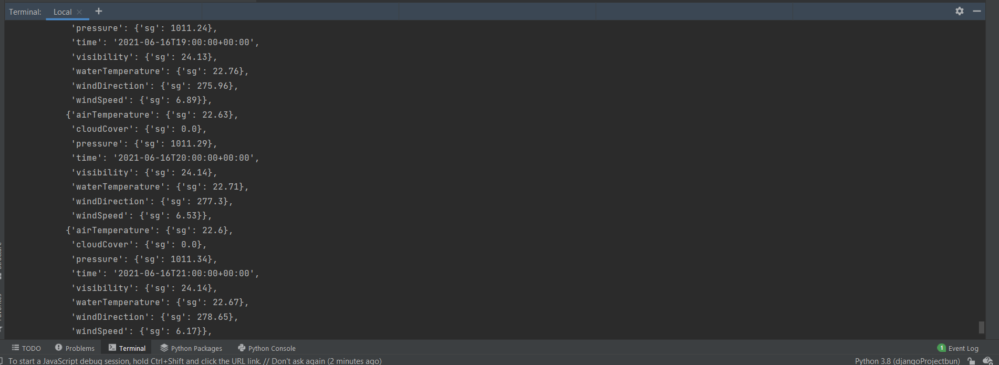 Terminal: Local × +
'pressure': {'sg': 1011.24},
'time': '2021-06-16T19:00:00+00:00',
'visibility': {'sg': 24.13},
'waterTemperature': {'sg': 22.76},
'windDirection': {'sg': 275.96},
'windSpeed': {'sg': 6.89}},
{'airTemperature': {'sg': 22.63},
'cloudCover': {'sg': 0.0},
'pressure': {'sg': 1011.29},
'time': '2021-06-16T20:00:00+00:00',
'visibility': {'sg': 24.14},
'waterTemperature': {'sg': 22.71},
'windDirection': {'sg': 277.3},
'windSpeed': {'sg': 6.53}},
{'airTemperature': {'sg': 22.6},
'cloudCover': {'sg': 0.0},
'pressure': {'sg': 1011.34},
'time': '2021-06-16T21:00:00+00:00',
'visibility': {'sg': 24.14},
'waterTemperature': {'sg': 22.67},
'windDirection': {'sg': 278.65},
'windSpeed': {'sg': 6.17}},
TODO Problems Terminal Python Packages Python Console 1 Event Log
To start a JavaScript debug session, hold Ctrl+Shift and click the URL link. // Don't ask again (2 minutes ago) Python 3.8 (djangoProjectbun)